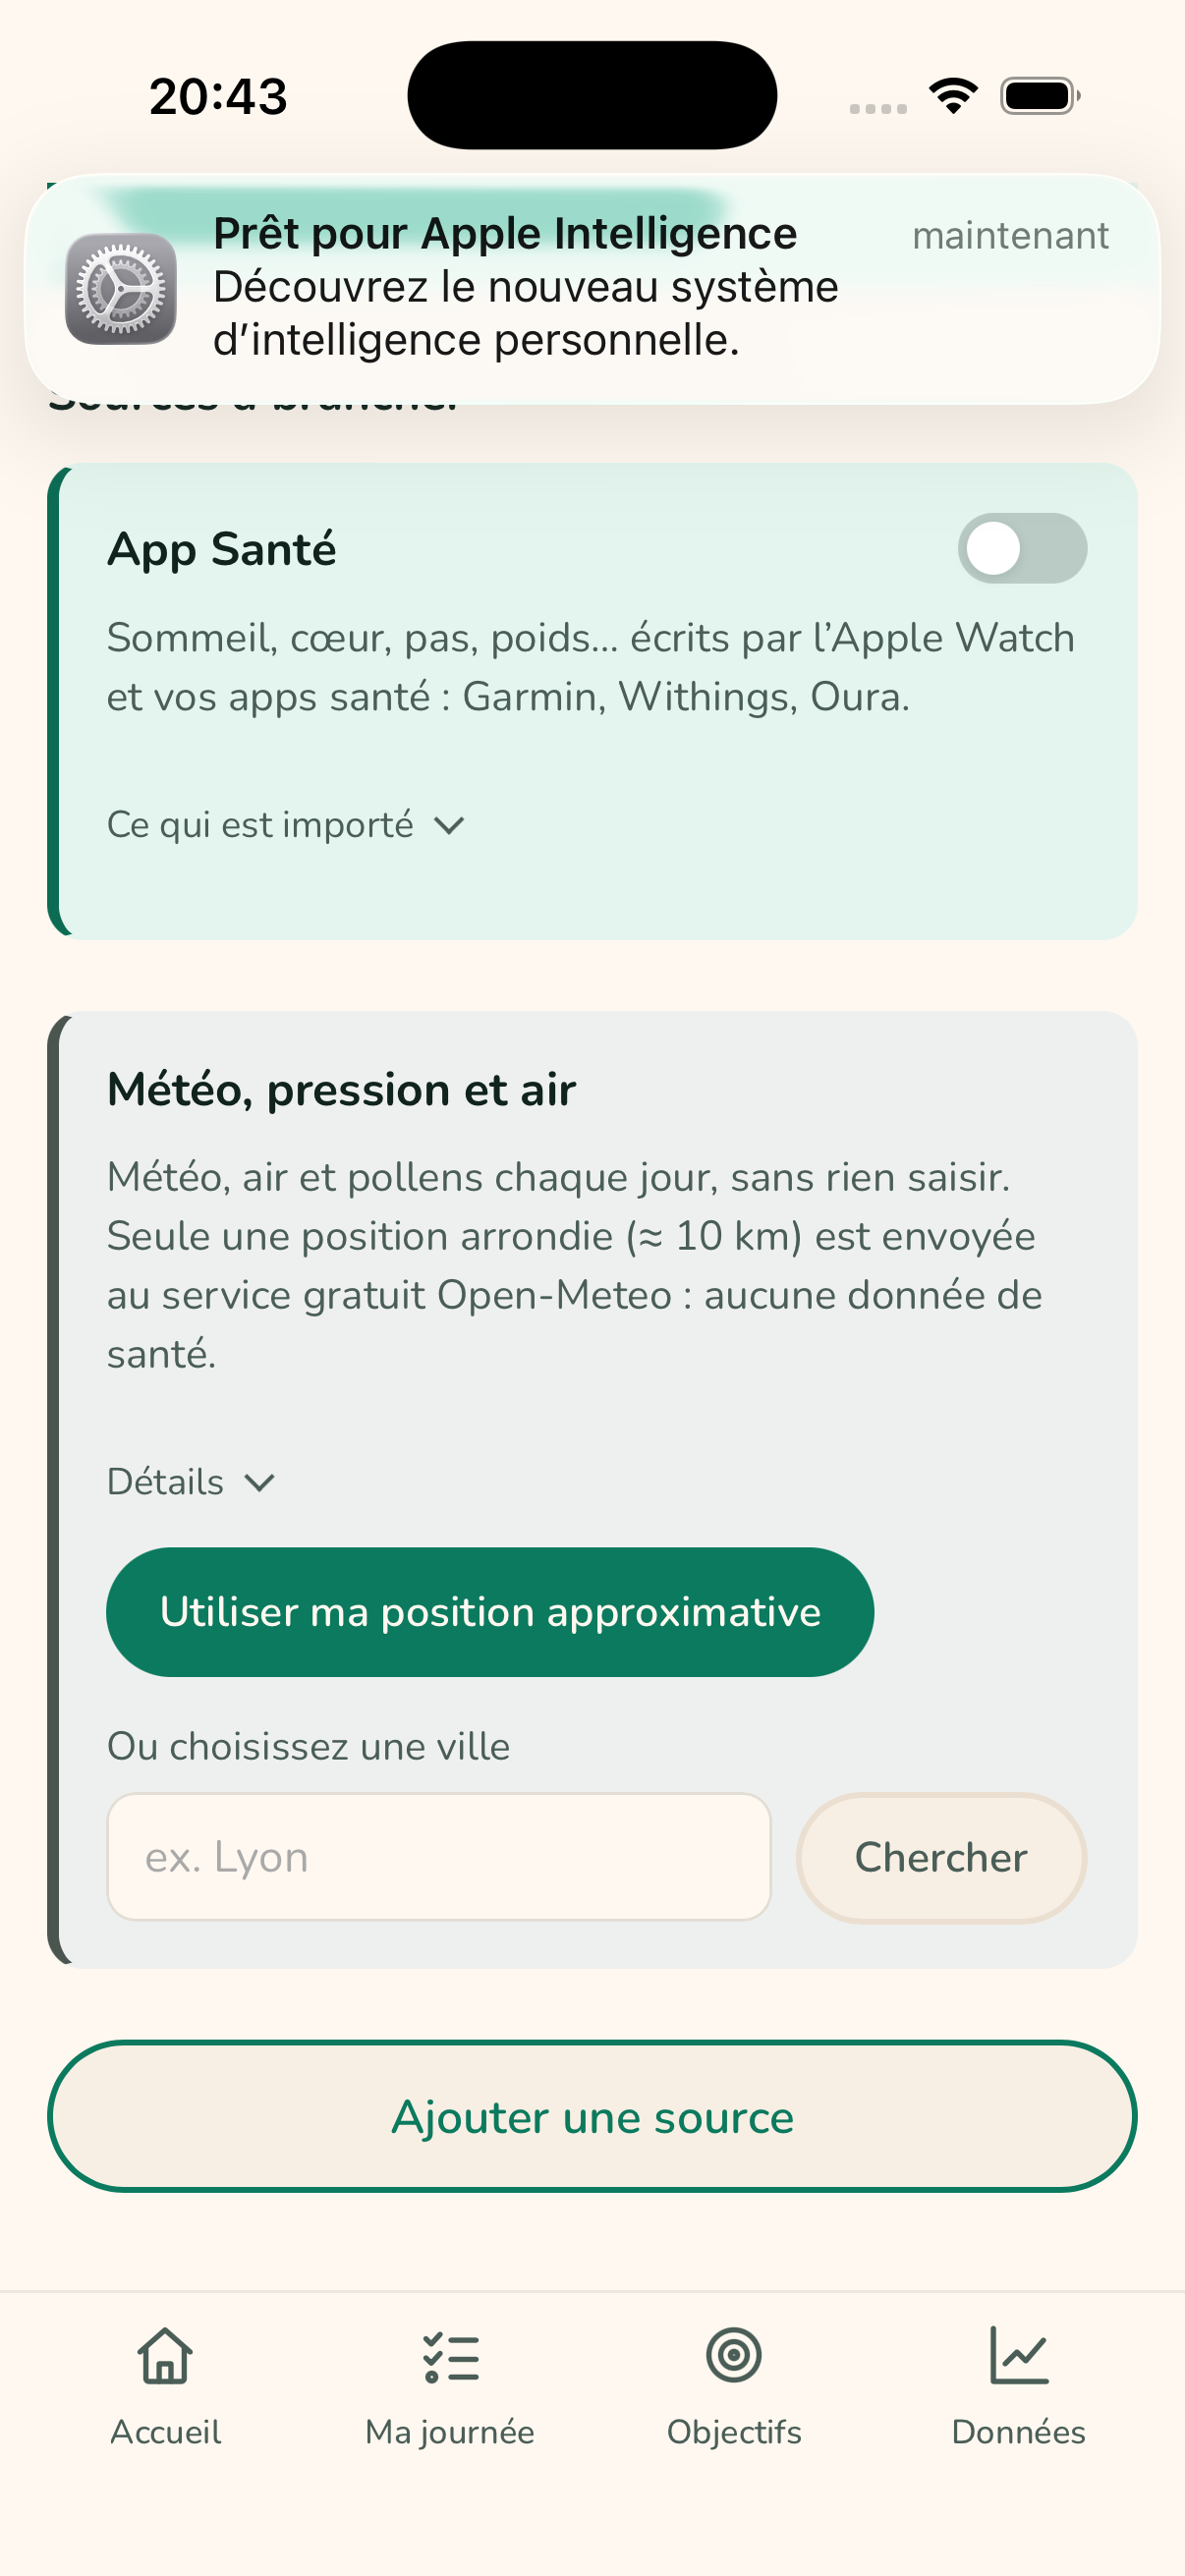 20:43
Prêt pour Apple Intelligence
maintenant
Découvrez le nouveau système
d’intelligence personnelle.
App Santé
Sommeil, cœur, pas, poids… écrits par l’Apple Watch
et vos apps santé : Garmin, Withings, Oura.
Ce qui est importé
Météo, pression et air
Météo, air et pollens chaque jour, sans rien saisir.
Seule une position arrondie (≈ 10 km) est envoyée
au service gratuit Open-Meteo : aucune donnée de
santé.
Détails
Utiliser ma position approximative
Ou choisissez une ville
ex. Lyon
Chercher
Ajouter une source
Accueil
Ma journée
Objectifs
Données